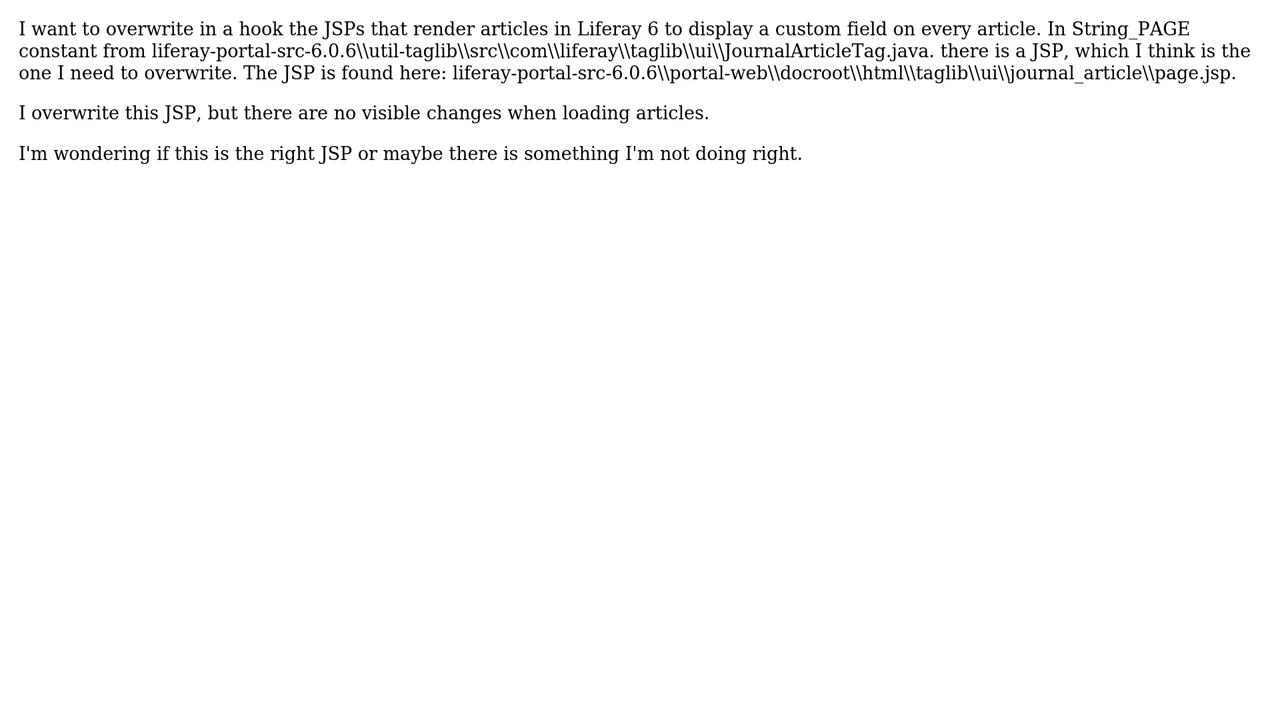 I want to overwrite in a hook the JSPs that render articles in Liferay 6 to display a custom field on every article. In String_PAGE
constant from liferay-portal-src-6.0.6\\util-taglib\\src\\com\\liferay\\taglib\\ui\\JournalArticleTag.java. there is a JSP, which I think is the
one I need to overwrite. The JSP is found here: liferay-portal-src-6.0.6\\portal-web\\docroot\\html\\taglib\\ui\\journal_article\\page.jsp.
I overwrite this JSP, but there are no visible changes when loading articles.
I'm wondering if this is the right JSP or maybe there is something I'm not doing right.